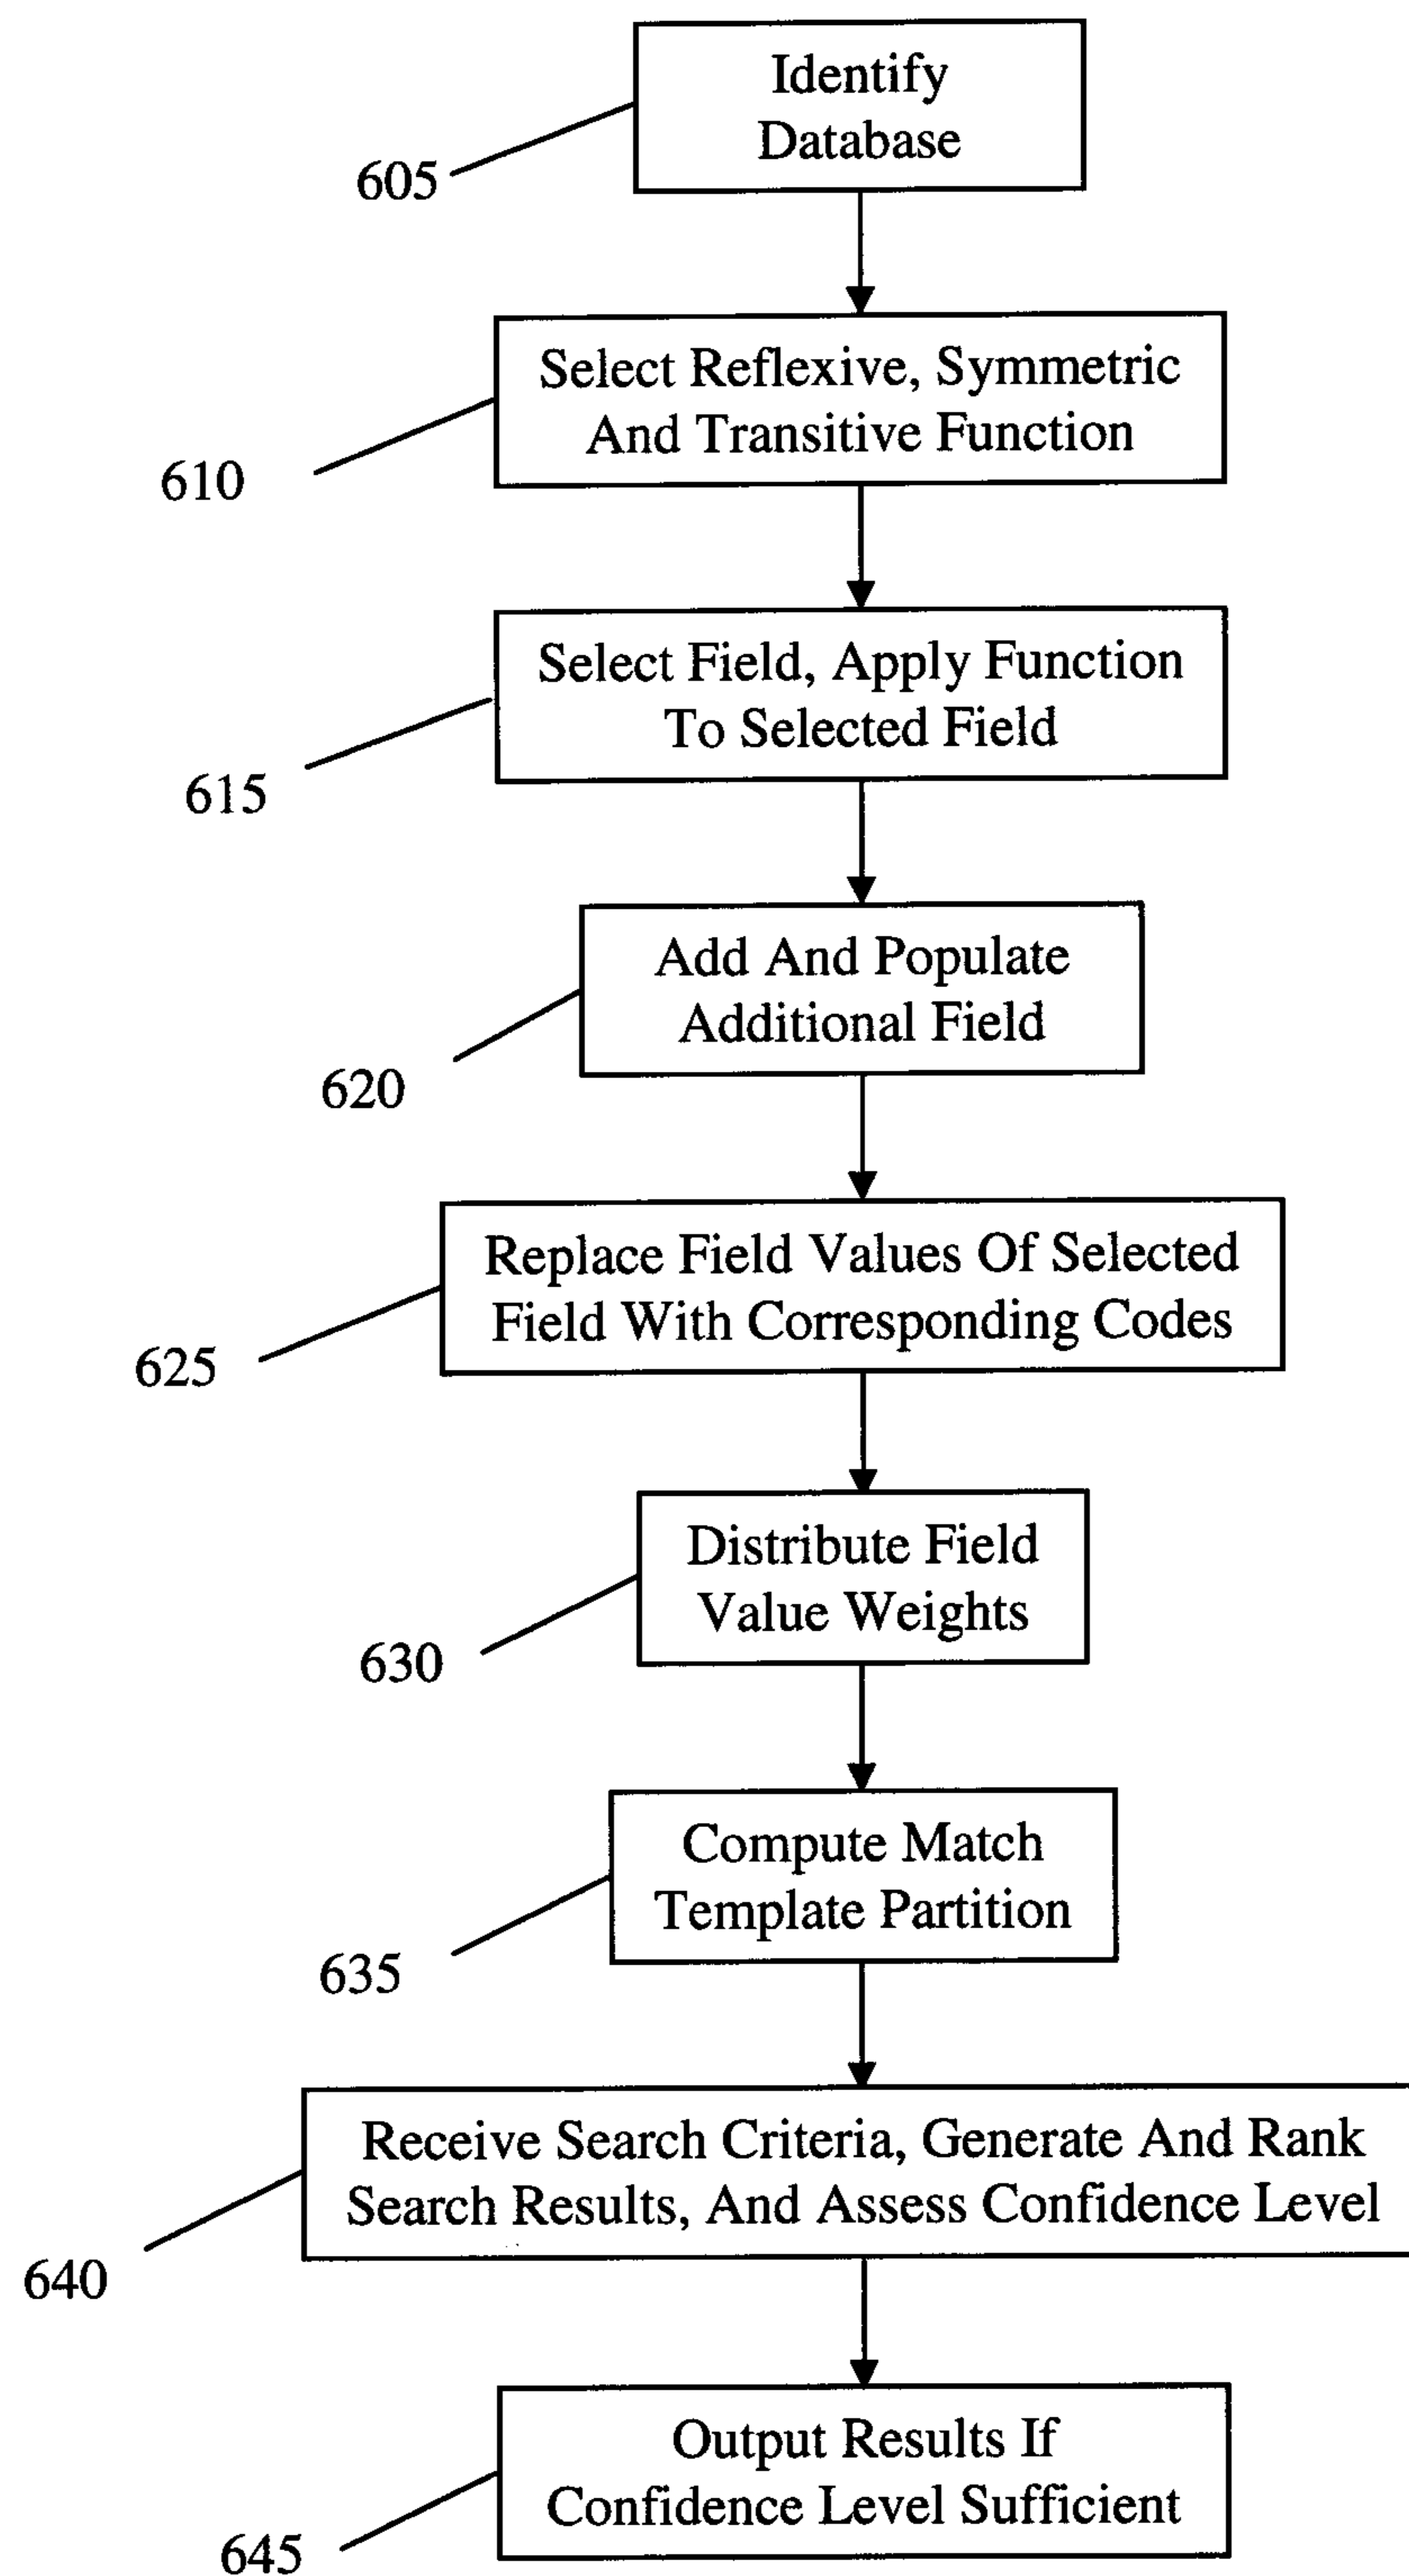 Identify
Database
605
Select Reflexive, Symmetric
And Transitive Function
610
Select Field, Apply Function
To Selected Field
615
Add And Populate
Additional Field
620
Replace Field Values Of Selected
Field With Corresponding Codes
625
Distribute Field
Value Weights
630
Compute Match
Template Partition
635
Receive Search Criteria, Generate And Rank
Search Results, And Assess Confidence Level
640
Output Results If
Confidence Level Sufficient
645